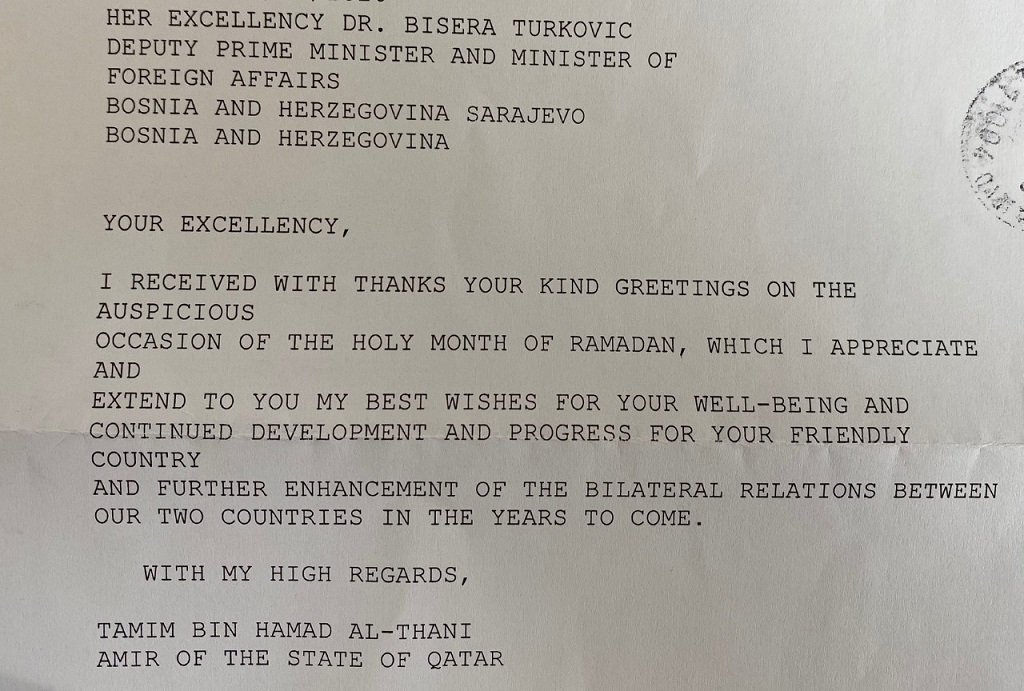 HER EXCELLENCY DR. BISERA TURKOVIC
DEPUTY PRIME MINISTER AND MINISTER OF
FOREIGN AFFAIRS
BOSNIA AND HERZEGOVINA SARAJEVO
BOSNIA AND HERZEGOVINA
YOUR EXCELLENCY,
I RECEIVED WITH THANKS YOUR KIND GREETINGS ON THE
AUSPICIOUS
OCCASION OF THE HOLY MONTH OF RAMADAN, WHICH I APPRECIATE
AND
EXTEND TO YOU MY BEST WISHES FOR YOUR WELL-BEING AND
CONTINUED DEVELOPMENT AND PROGRESS FOR YOUR FRIENDLY
COUNTRY
AND FURTHER ENHANCEMENT OF THE BILATERAL RELATIONS BETWEEN
OUR TWO COUNTRIES IN THE YEARS TO COME.
WITH MY HIGH REGARDS,
TAMIM BIN HAMAD AL-THANI
AMIR OF THE STATE OF QATAR